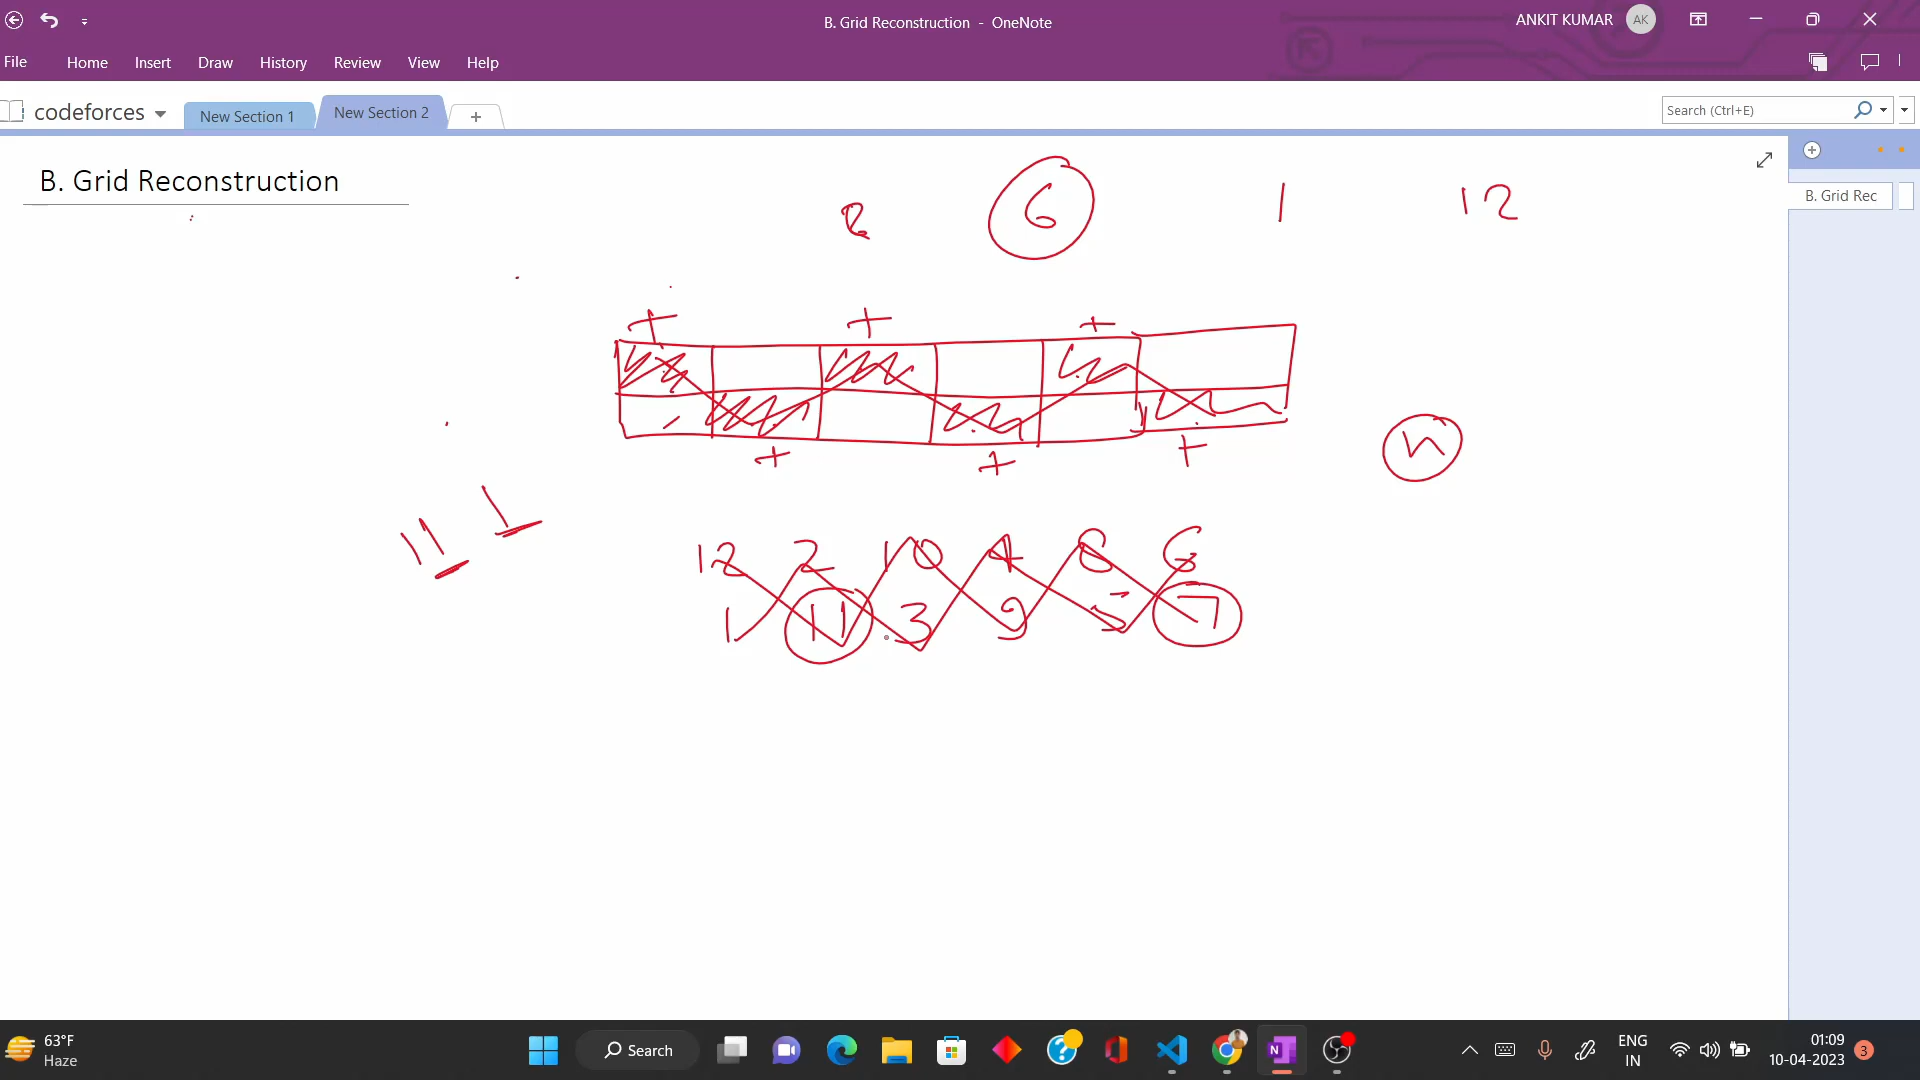 B. Grid Reconstruction - OneNote
ANKIT KUMAR AK
File Home Insert Draw History Review View Help
codeforces New Section 1 New Section 2 +
Search (Ctrl+E)
B. Grid Reconstruction
B. Grid Rec
6 1 12
+ + +
+ + +
n
11 1
12 2 10 4 8 6
1 11 3 9 5 7
63°F
Haze
Search
ENG
IN
01:09
10-04-2023
3